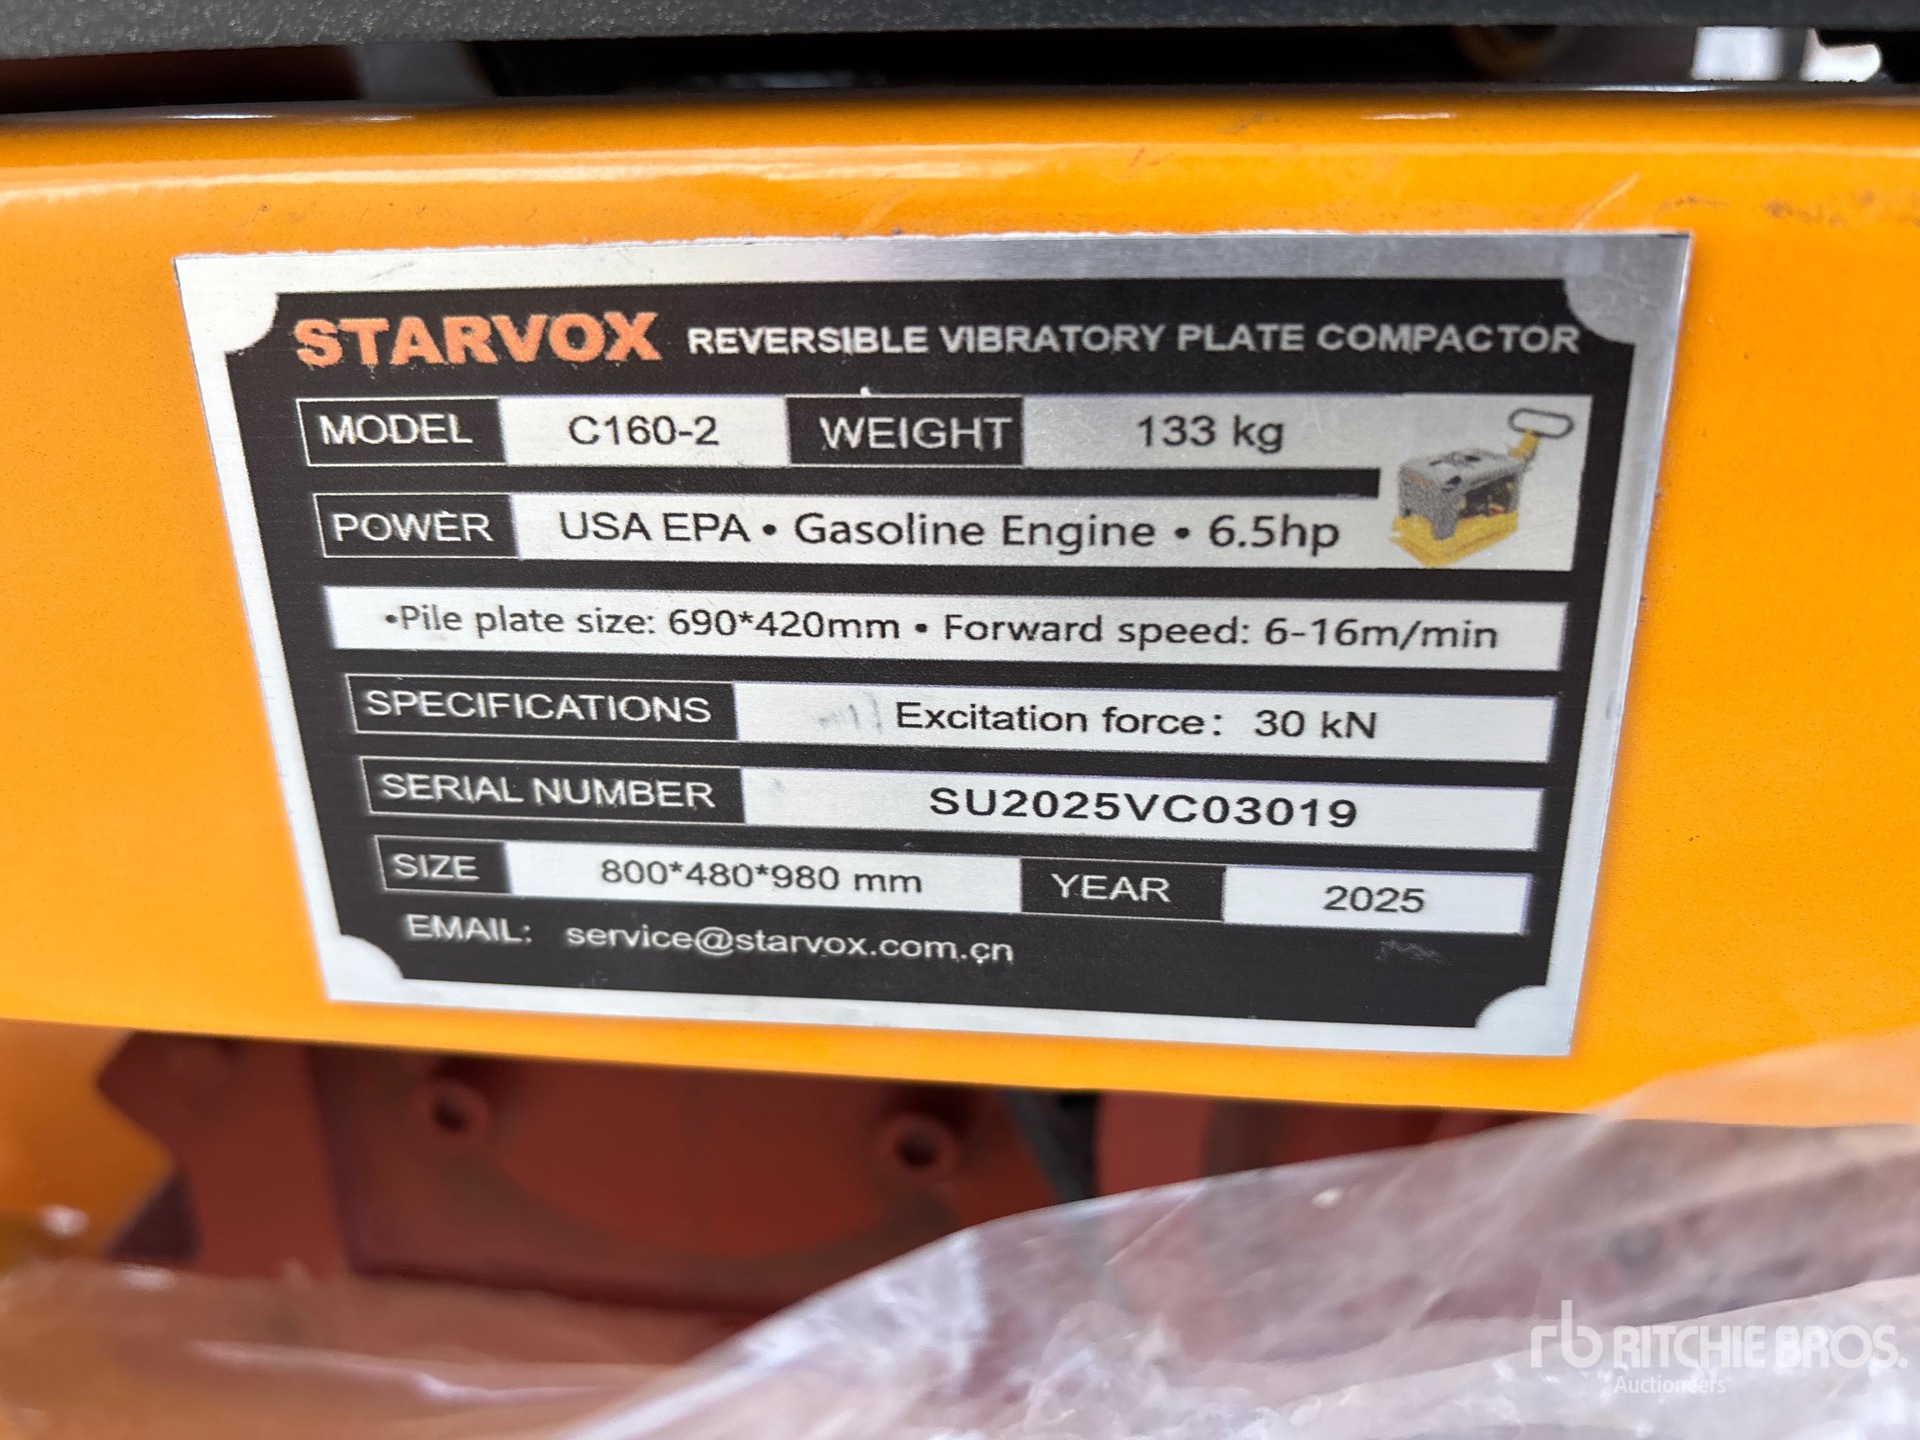 STARVOX REVERSIBLE VIBRATORY PLATE COMPACTOR
MODEL C160-2 WEIGHT 133 kg
POWER USA EPA • Gasoline Engine • 6.5hp
•Pile plate size: 690*420mm • Forward speed: 6-16m/min
SPECIFICATIONS Excitation force: 30 kN
SERIAL NUMBER SU2025VC03019
SIZE 800*480*980 mm YEAR 2025
EMAIL: service@starvox.com.cn
rb RITCHIE BROS.
Auctioneers